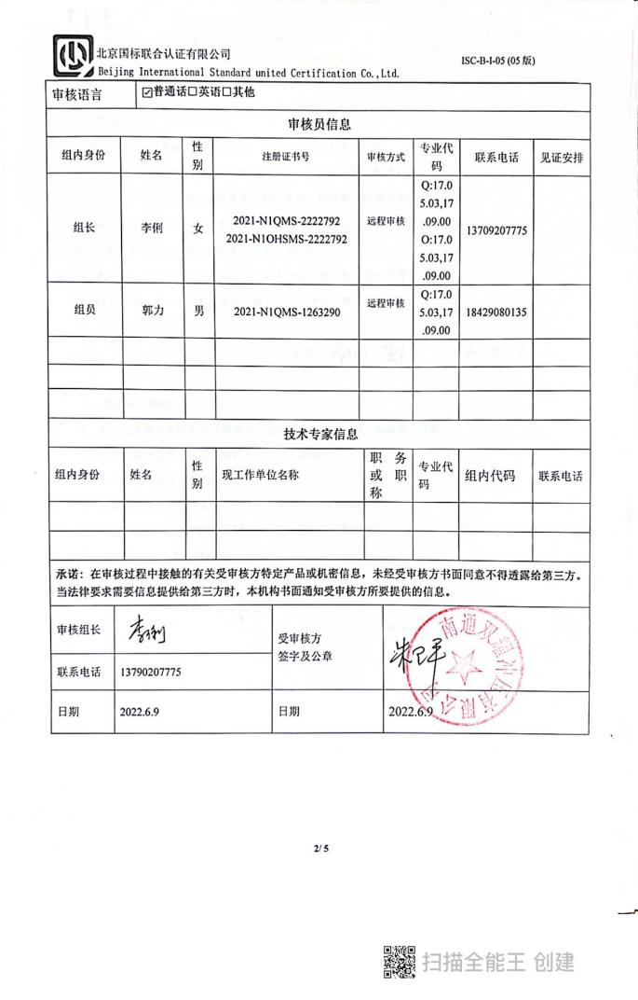 北京国标联合认证有限公司
Beijing International Standard united Certification Co.,Ltd.
ISC-B-I-05 (05 版)
审核语言 ☑普通话□英语□其他
审核员信息
组内身份 姓名 性别 注册证书号 审核方式 专业代码 联系电话 见证安排
组长 李俐 女 2021-N1QMS-2222792 2021-N1OHSMS-2222792 远程审核 Q:17.05.03,17.09.00 O:17.05.03,17.09.00 13709207775
组员 郭力 男 2021-N1QMS-1263290 远程审核 Q:17.05.03,17.09.00 18429080135
技术专家信息
组内身份 姓名 性别 现工作单位名称 职务或职称 专业代码 组内代码 联系电话
承诺：在审核过程中接触的有关受审核方特定产品或机密信息，未经受审核方书面同意不得透露给第三方。
当法律要求需要信息提供给第三方时，本机构书面通知受审核方所要提供的信息。
审核组长 李俐
受审核方
签字及公章
朱卫平
联系电话 13790207775
日期 2022.6.9 日期 2022.6.9
2/ 5
扫描全能王 创建